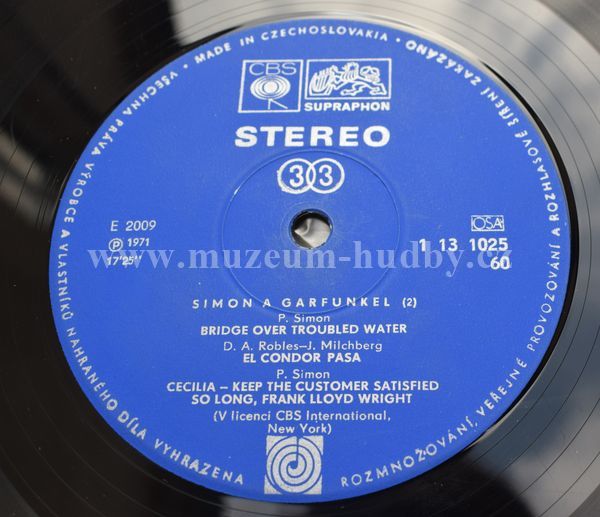 VŠECHNA PRÁVA VÝROBCE A VLASTNÍKŮ NAHRANÉHO DÍLA VYHRAZENA
MADE IN CZECHOSLOVAKIA
ROZMNOŽOVÁNÍ, VEŘEJNÉ PROVOZOVÁNÍ A ROZHLASOVÉ ŠÍŘENÍ ZAKÁZÁNO
CBS
SUPRAPHON
STEREO
33
E 2009
Ⓟ 1971
17'25"
OSA
1 13 1025
60
www.muzeum-hudby.cz
SIMON A GARFUNKEL (2)
P. Simon
BRIDGE OVER TROUBLED WATER
D. A. Robles–J. Milchberg
EL CONDOR PASA
P. Simon
CECILIA – KEEP THE CUSTOMER SATISFIED
SO LONG, FRANK LLOYD WRIGHT
(V licenci CBS International,
New York)